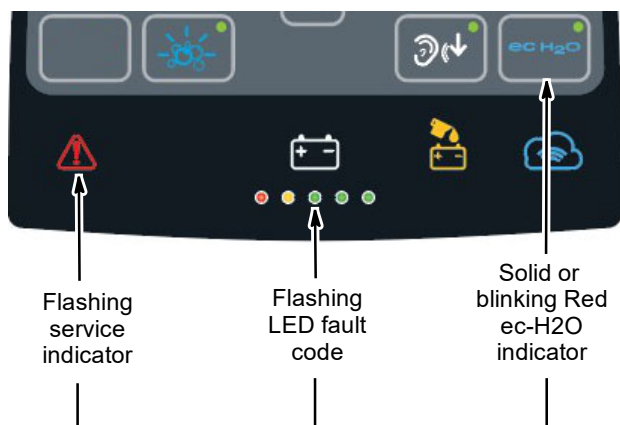 ec H2O
Flashing
service
indicator
Flashing
LED fault
code
Solid or
blinking Red
ec-H2O
indicator